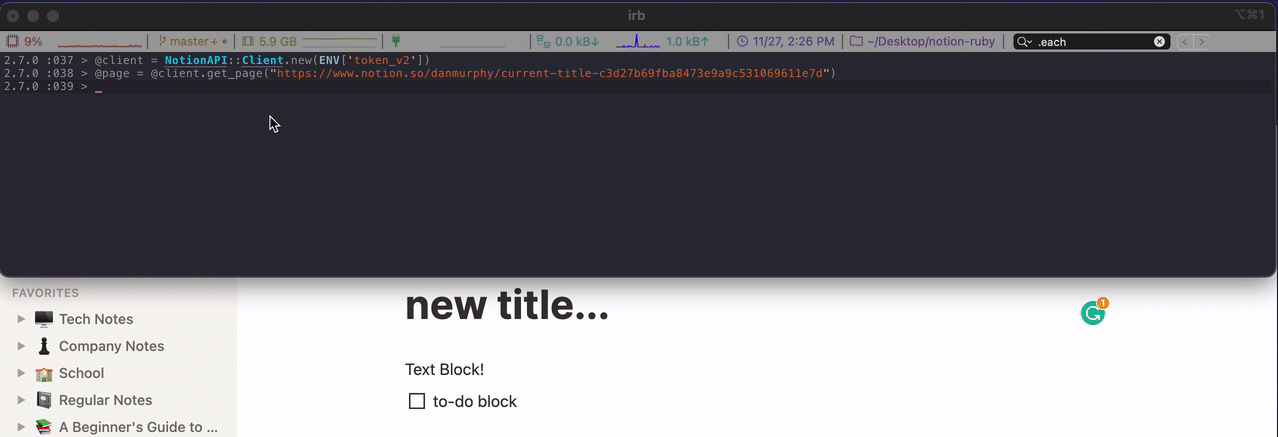 irb
⌥⌘1
9% master+ • 5.9 GB 0.0 kB↓ 1.0 kB↑ 11/27, 2:26 PM ~/Desktop/notion-ruby .each
2.7.0 :037 > @client = NotionAPI::Client.new(ENV['token_v2'])
2.7.0 :038 > @page = @client.get_page("https://www.notion.so/danmurphy/current-title-c3d27b69fba8473e9a9c531069611e7d")
2.7.0 :039 > _
FAVORITES
Tech Notes
Company Notes
School
Regular Notes
A Beginner's Guide to ...
new title...
1
Text Block!
to-do block